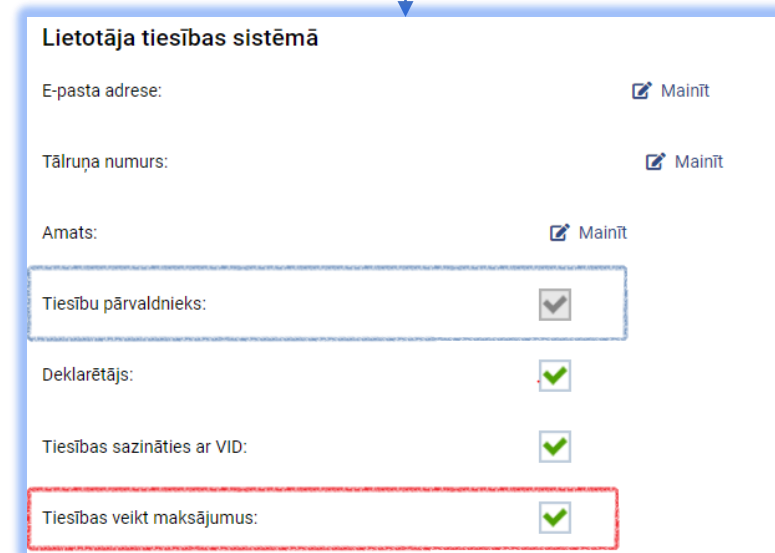 Lietotāja tiesības sistēmā
E-pasta adrese: Mainīt
Tālruņa numurs: Mainīt
Amats: Mainīt
Tiesību pārvaldnieks:
Deklarētājs:
Tiesības sazināties ar VID:
Tiesības veikt maksājumus: